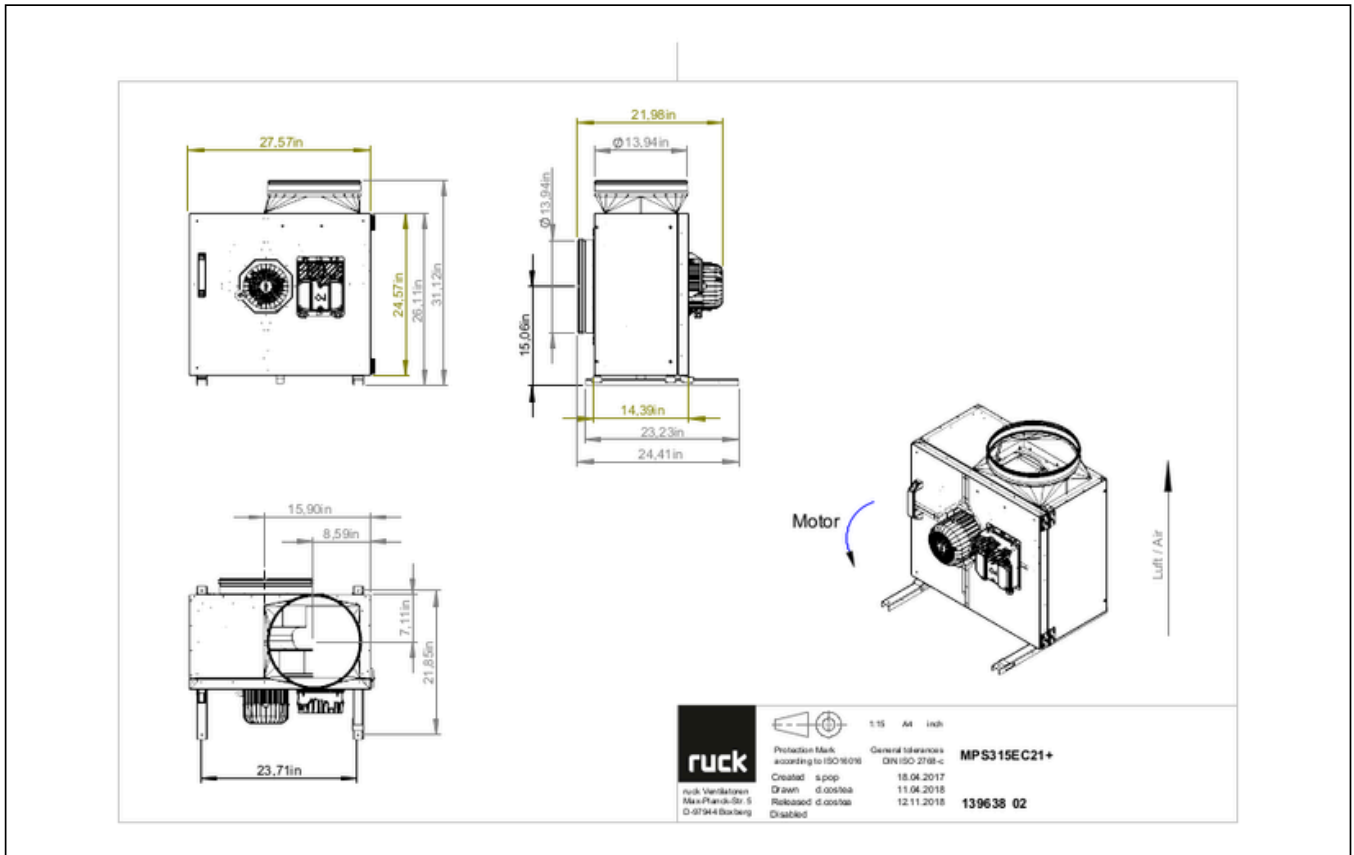 27,57in
24,57in
26,11in
31,12in
21,98in
Ø13,94in
Ø13,94in
15,06in
14,39in
23,23in
24,41in
15,90in
8,59in
7,11in
21,85in
23,71in
Motor
Luft / Air
ruck
ruck Ventilatoren
Max-Planck-Str. 5
D-97944 Boxberg
1:15 A4 inch
Protection Mark
according to ISO16016
General tolerances
DIN ISO 2768-c
Created s.pop 18.04.2017
Drawn d.costea 11.04.2018
Released d.costea 12.11.2018
Disabled
MPS315EC21+
139638 02